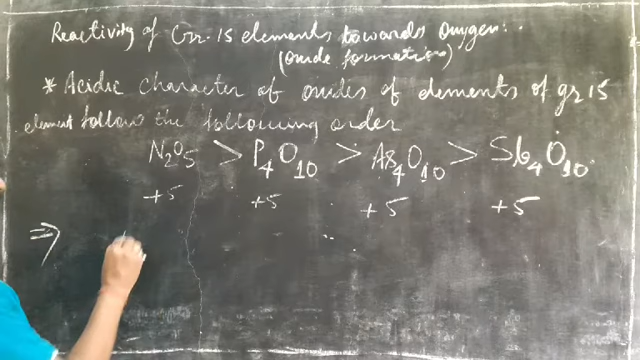 Reactivity of Gr-15 elements towards Oxygen:
(oxide formation)
* Acidic character of oxides of elements of gr 15
element follow the following order
N2O5 > P4O10 > As4O10 > Sb4O10
+5 +5 +5 +5
⇒